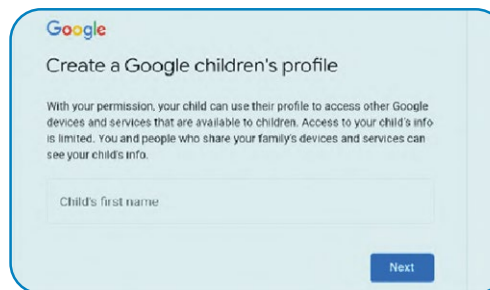 Google
Create a Google children's profile
With your permission, your child can use their profile to access other Google
devices and services that are available to children. Access to your child's info
is limited. You and people who share your family's devices and services can
see your child's info.
Child's first name
Next